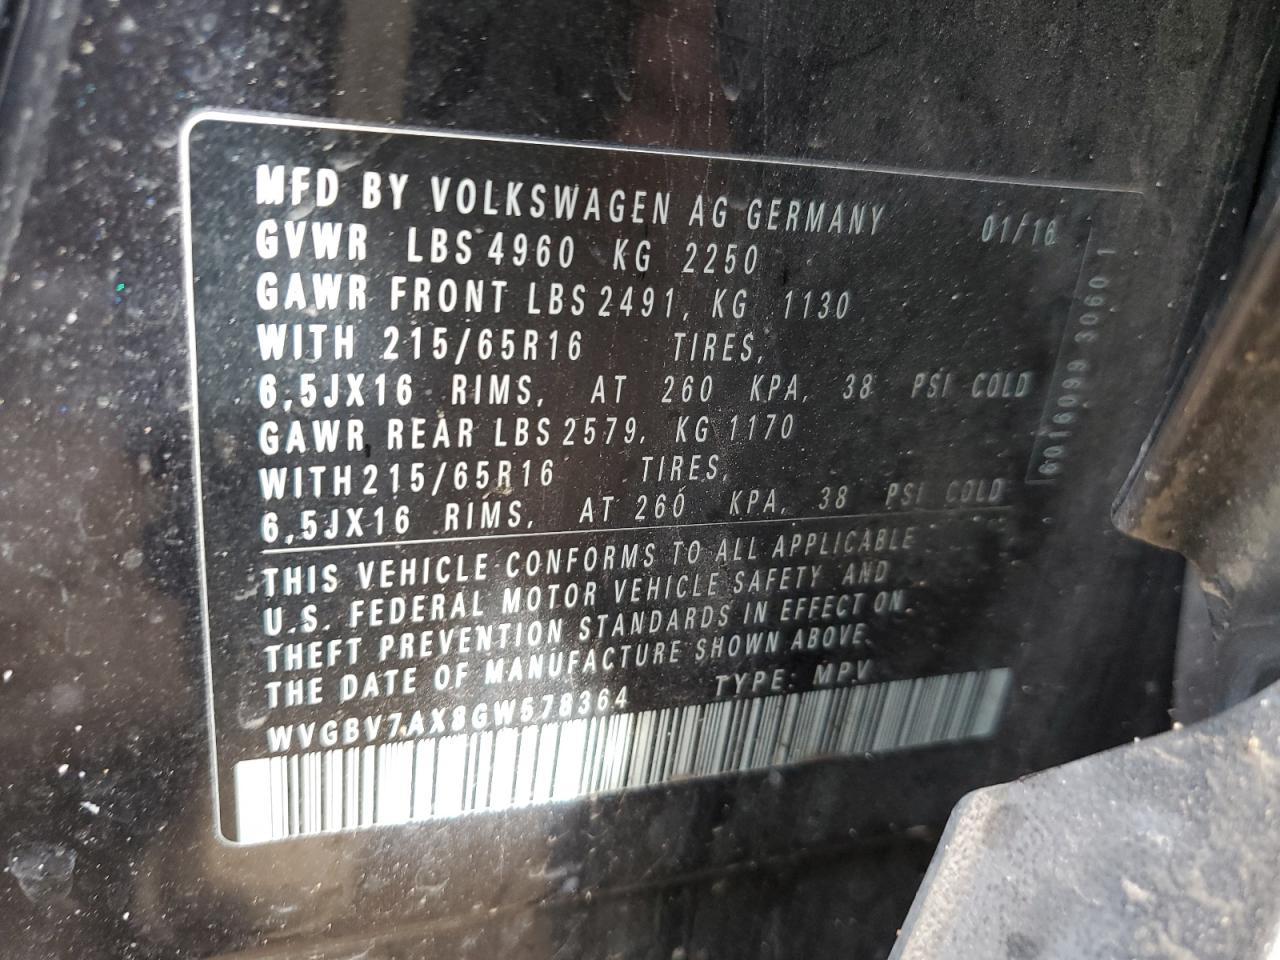 MFD BY VOLKSWAGEN AG GERMANY 01/16
GVWR LBS 4960 KG 2250
GAWR FRONT LBS 2491, KG 1130
WITH 215/65R16 TIRES,
6,5JX16 RIMS, AT 260 KPA, 38 PSI COLD
GAWR REAR LBS 2579, KG 1170
WITH 215/65R16 TIRES,
6,5JX16 RIMS, AT 260 KPA, 38 PSI COLD
THIS VEHICLE CONFORMS TO ALL APPLICABLE
U.S. FEDERAL MOTOR VEHICLE SAFETY AND
THEFT PREVENTION STANDARDS IN EFFECT ON
THE DATE OF MANUFACTURE SHOWN ABOVE.
WVGBV7AX8GW578364 TYPE: MPV
6016099 3060 1